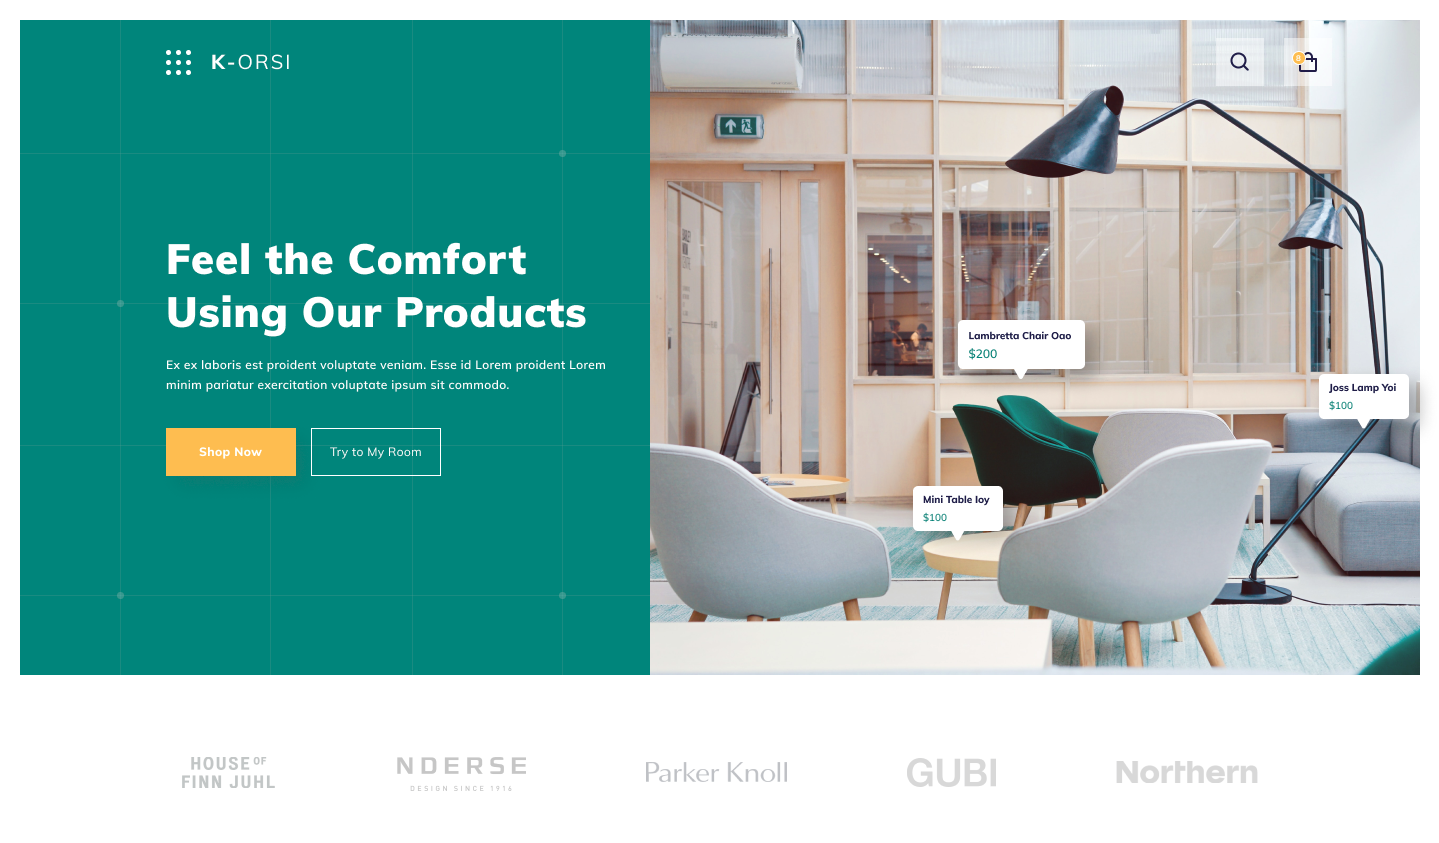 K-ORSI
6
Feel the Comfort
Using Our Products
Ex ex laboris est proident voluptate veniam. Esse id Lorem proident Lorem
minim pariatur exercitation voluptate ipsum sit commodo.
Shop Now
Try to My Room
Lambretta Chair Oao
$200
Joss Lamp Yoi
$100
Mini Table Ioy
$100
HOUSE OF
FINN JUHL
NDERSE
DESIGN SINCE 1916
Parker Knoll
GUBI
Northern